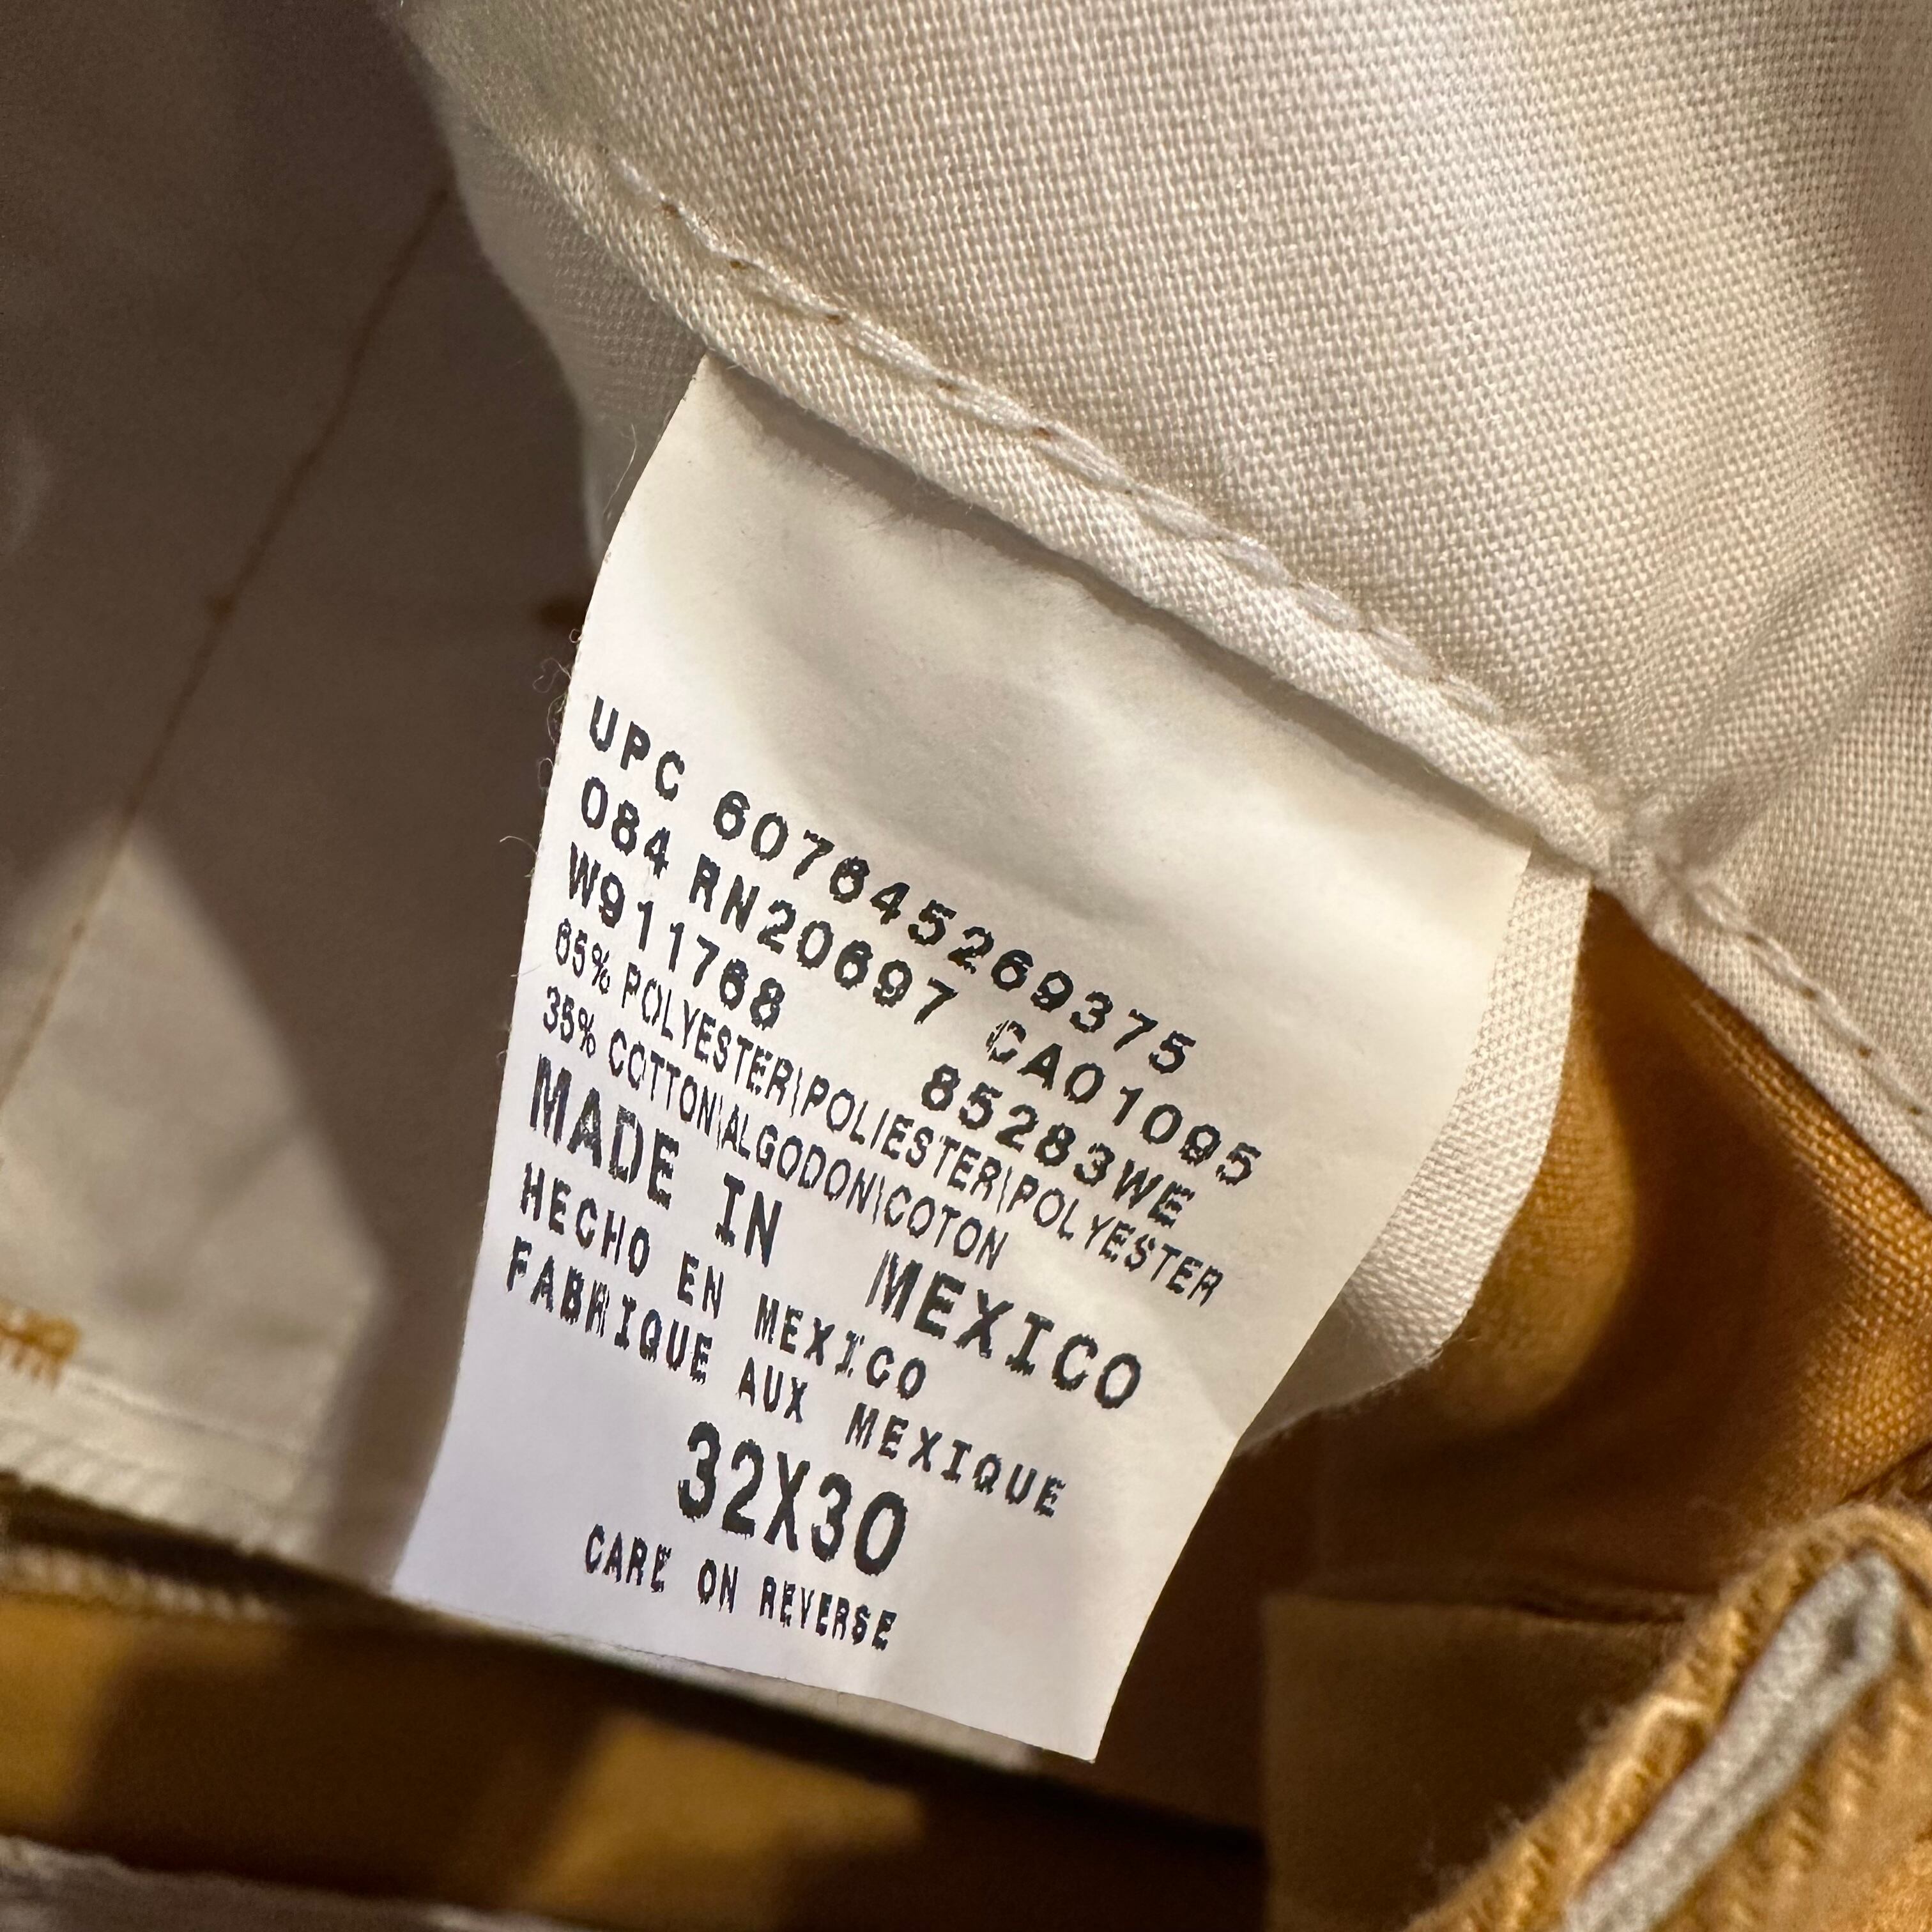 UPC 607645269375
084 RN20697 CA01095
W911768 85283WE
65% POLYESTER\POLIESTER\POLYESTER
35% COTTON\ALGODON\COTON
MADE IN MEXICO
HECHO EN MEXICO
FABRIQUE AUX MEXIQUE
32X30
CARE ON REVERSE